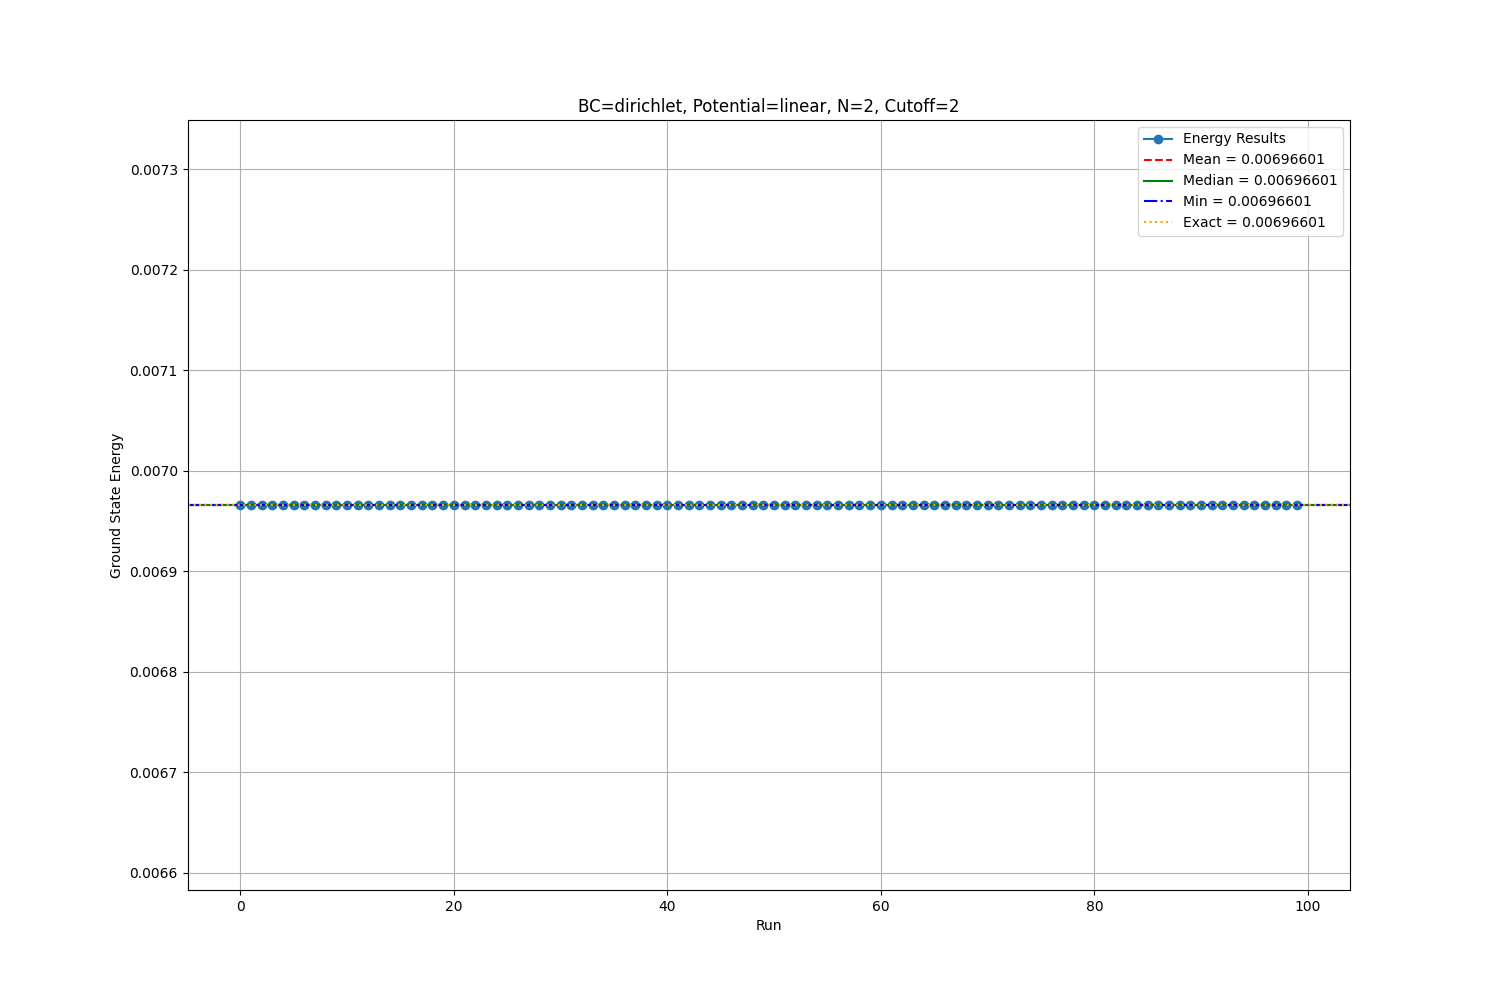 BC=dirichlet, Potential=linear, N=2, Cutoff=2
Energy Results
Mean = 0.00696601
Median = 0.00696601
Min = 0.00696601
Exact = 0.00696601
Ground State Energy
0.0073
0.0072
0.0071
0.0070
0.0069
0.0068
0.0067
0.0066
0 20 40 60 80 100
Run